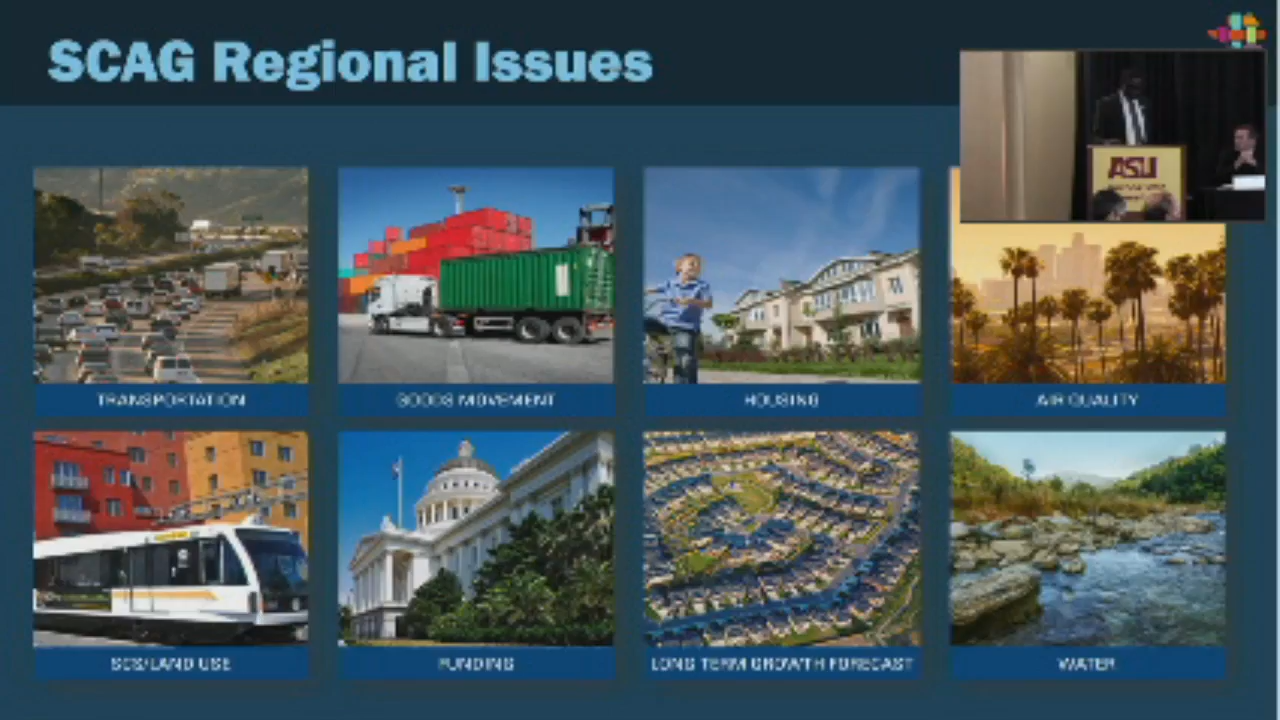 SCAG Regional Issues
ASU
TRANSPORTATION
GOODS MOVEMENT
HOUSING
AIR QUALITY
SCS/LAND USE
FUNDING
LONG TERM GROWTH FORECAST
WATER